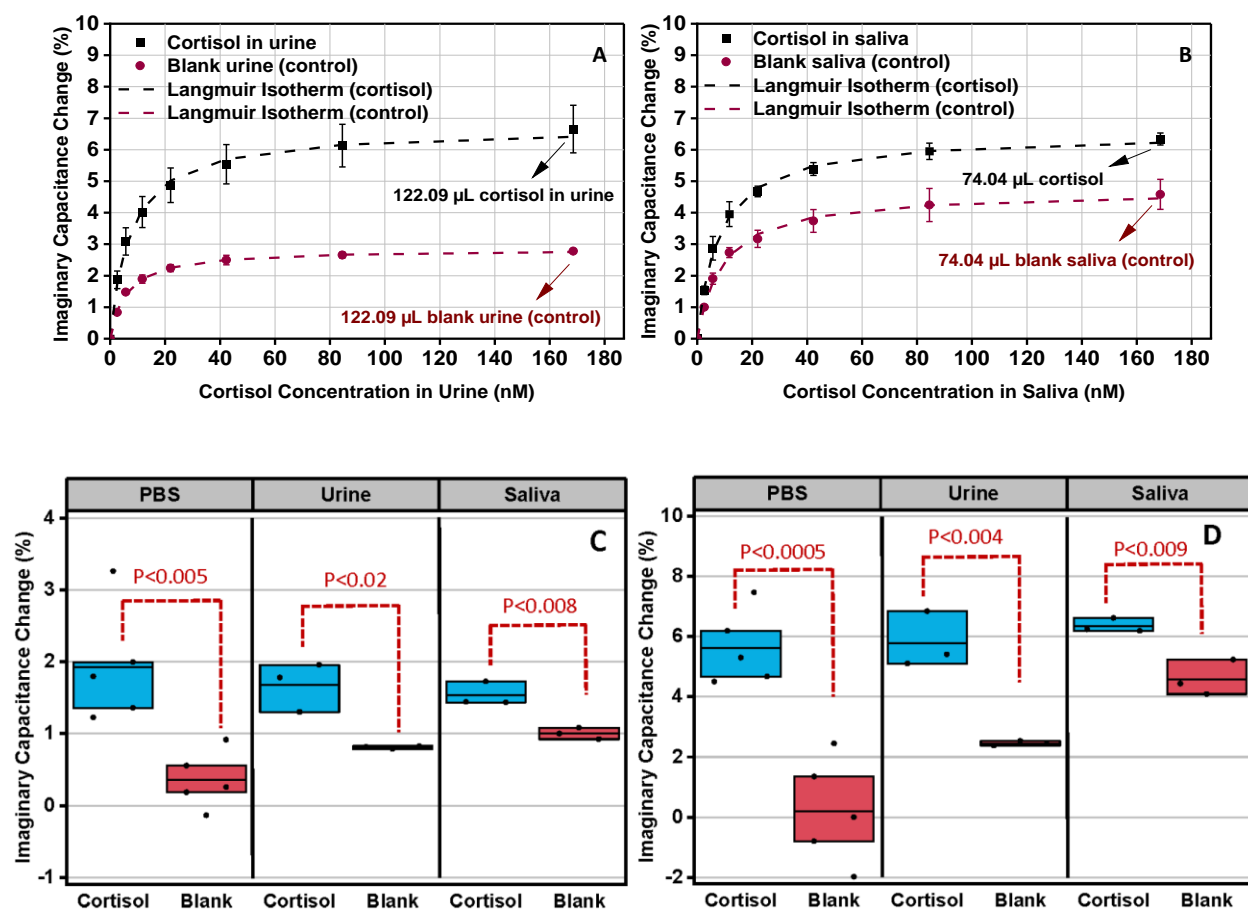 Imaginary Capacitance Change (%)
10
9
8
7
6
5
4
3
2
1
0
Cortisol in urine
Blank urine (control)
Langmuir Isotherm (cortisol)
Langmuir Isotherm (control)
A
122.09 µL cortisol in urine
122.09 µL blank urine (control)
0 20 40 60 80 100 120 140 160 180
Cortisol Concentration in Urine (nM)
Imaginary Capacitance Change (%)
10
9
8
7
6
5
4
3
2
1
0
Cortisol in saliva
Blank saliva (control)
Langmuir Isotherm (cortisol)
Langmuir Isotherm (control)
B
74.04 µL cortisol
74.04 µL blank saliva (control)
0 20 40 60 80 100 120 140 160 180
Cortisol Concentration in Saliva (nM)
Imaginary Capacitance Change (%)
PBS Urine Saliva
4
3
2
1
0
-1
C
P<0.005
P<0.02
P<0.008
Cortisol Blank Cortisol Blank Cortisol Blank
Imaginary Capacitance Change (%)
PBS Urine Saliva
10
8
6
4
2
0
-2
D
P<0.0005
P<0.004
P<0.009
Cortisol Blank Cortisol Blank Cortisol Blank